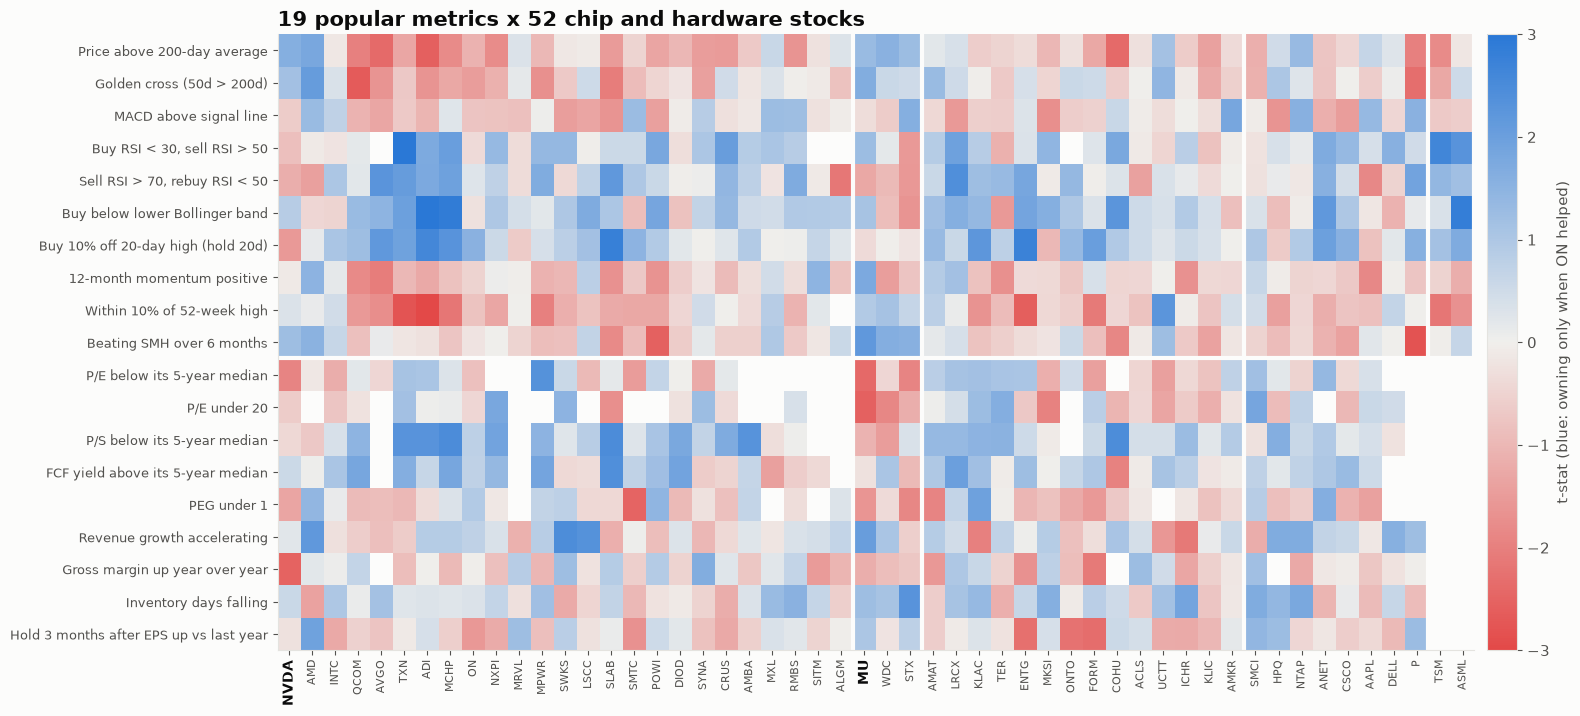 19 popular metrics x 52 chip and hardware stocks
Price above 200-day average
Golden cross (50d > 200d)
MACD above signal line
Buy RSI < 30, sell RSI > 50
Sell RSI > 70, rebuy RSI < 50
Buy below lower Bollinger band
Buy 10% off 20-day high (hold 20d)
12-month momentum positive
Within 10% of 52-week high
Beating SMH over 6 months
P/E below its 5-year median
P/E under 20
P/S below its 5-year median
FCF yield above its 5-year median
PEG under 1
Revenue growth accelerating
Gross margin up year over year
Inventory days falling
Hold 3 months after EPS up vs last year
NVDA
AMD
INTC
QCOM
AVGO
TXN
ADI
MCHP
ON
NXPI
MRVL
MPWR
SWKS
LSCC
SLAB
SMTC
POWI
DIOD
SYNA
CRUS
AMBA
MXL
RMBS
SITM
ALGM
MU
WDC
STX
AMAT
LRCX
KLAC
TER
ENTG
MKSI
ONTO
FORM
COHU
ACLS
UCTT
ICHR
KLIC
AMKR
SMCI
HPQ
NTAP
ANET
CSCO
AAPL
DELL
P
TSM
ASML
3
2
1
0
−1
−2
−3
t-stat (blue: owning only when ON helped)